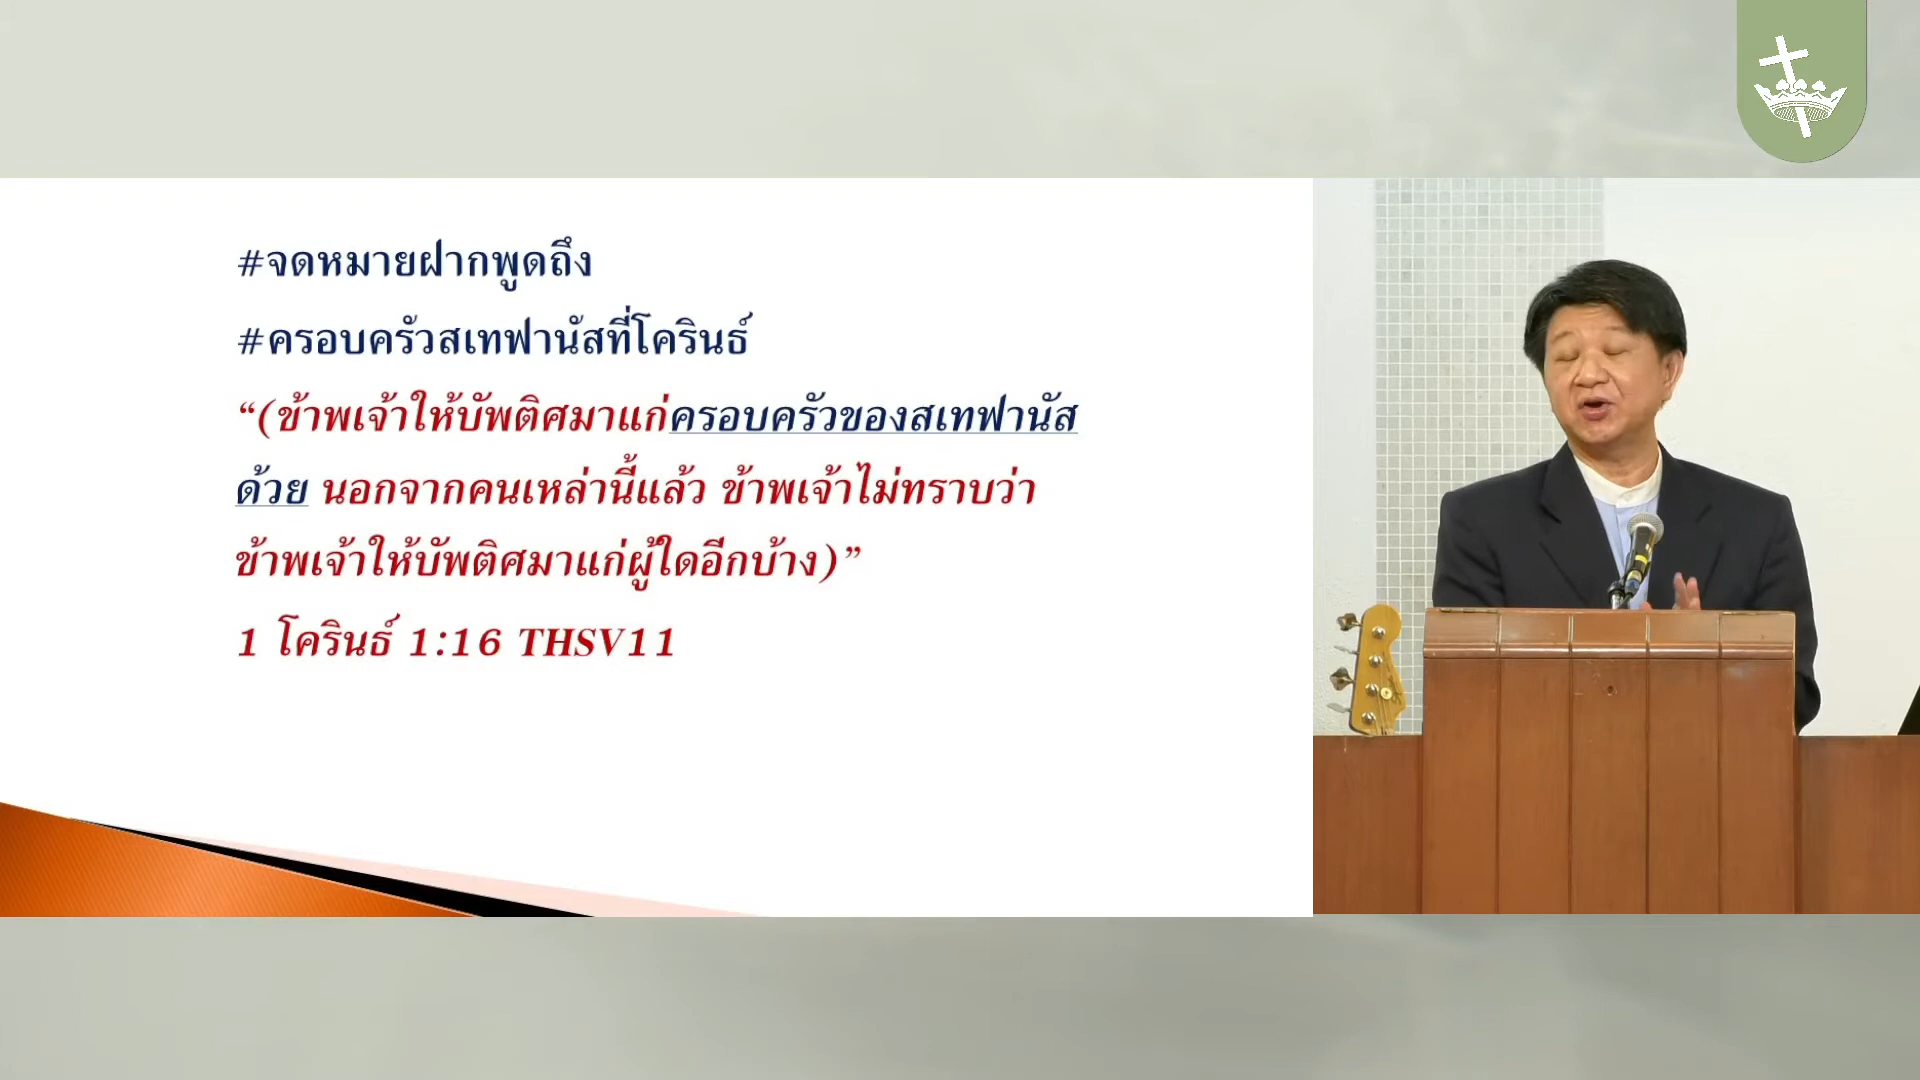 #จดหมายฝากพูดถึง
#ครอบครัวสเทฟานัสที่โครินธ์
“(ข้าพเจ้าให้บัพติศมาแก่ครอบครัวของสเทฟานัส
ด้วย นอกจากคนเหล่านี้แล้ว ข้าพเจ้าไม่ทราบว่า
ข้าพเจ้าให้บัพติศมาแก่ผู้ใดอีกบ้าง)”
1 โครินธ์ 1:16 THSV11